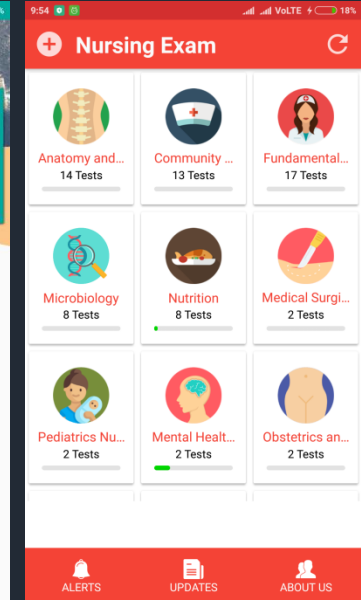 9:54 VoLTE 18%
Nursing Exam
Anatomy and... Community ... Fundamental...
14 Tests 13 Tests 17 Tests
Microbiology Nutrition Medical Surgi...
8 Tests 8 Tests 2 Tests
Pediatrics Nu... Mental Healt... Obstetrics an...
2 Tests 2 Tests 2 Tests
ALERTS UPDATES ABOUT US